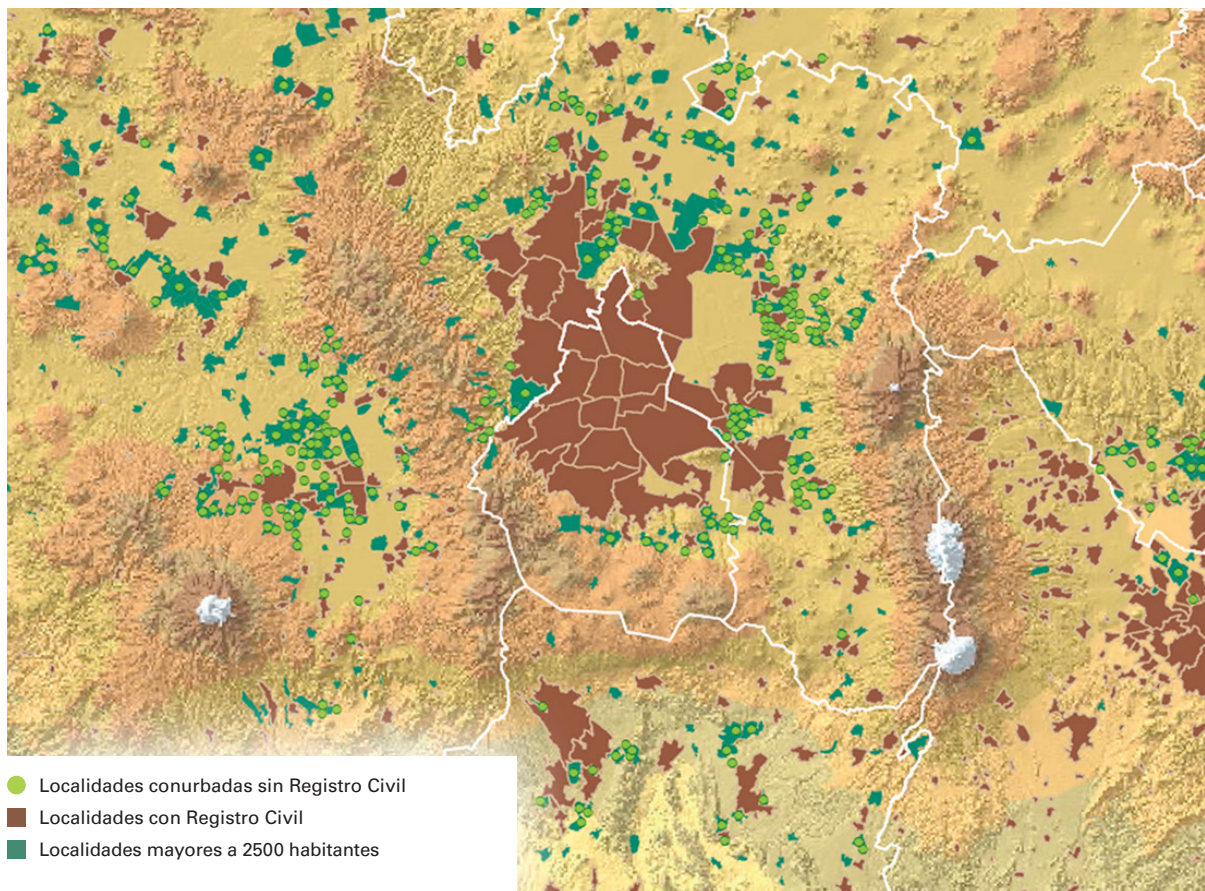 Localidades conurbadas sin Registro Civil
Localidades con Registro Civil
Localidades mayores a 2500 habitantes